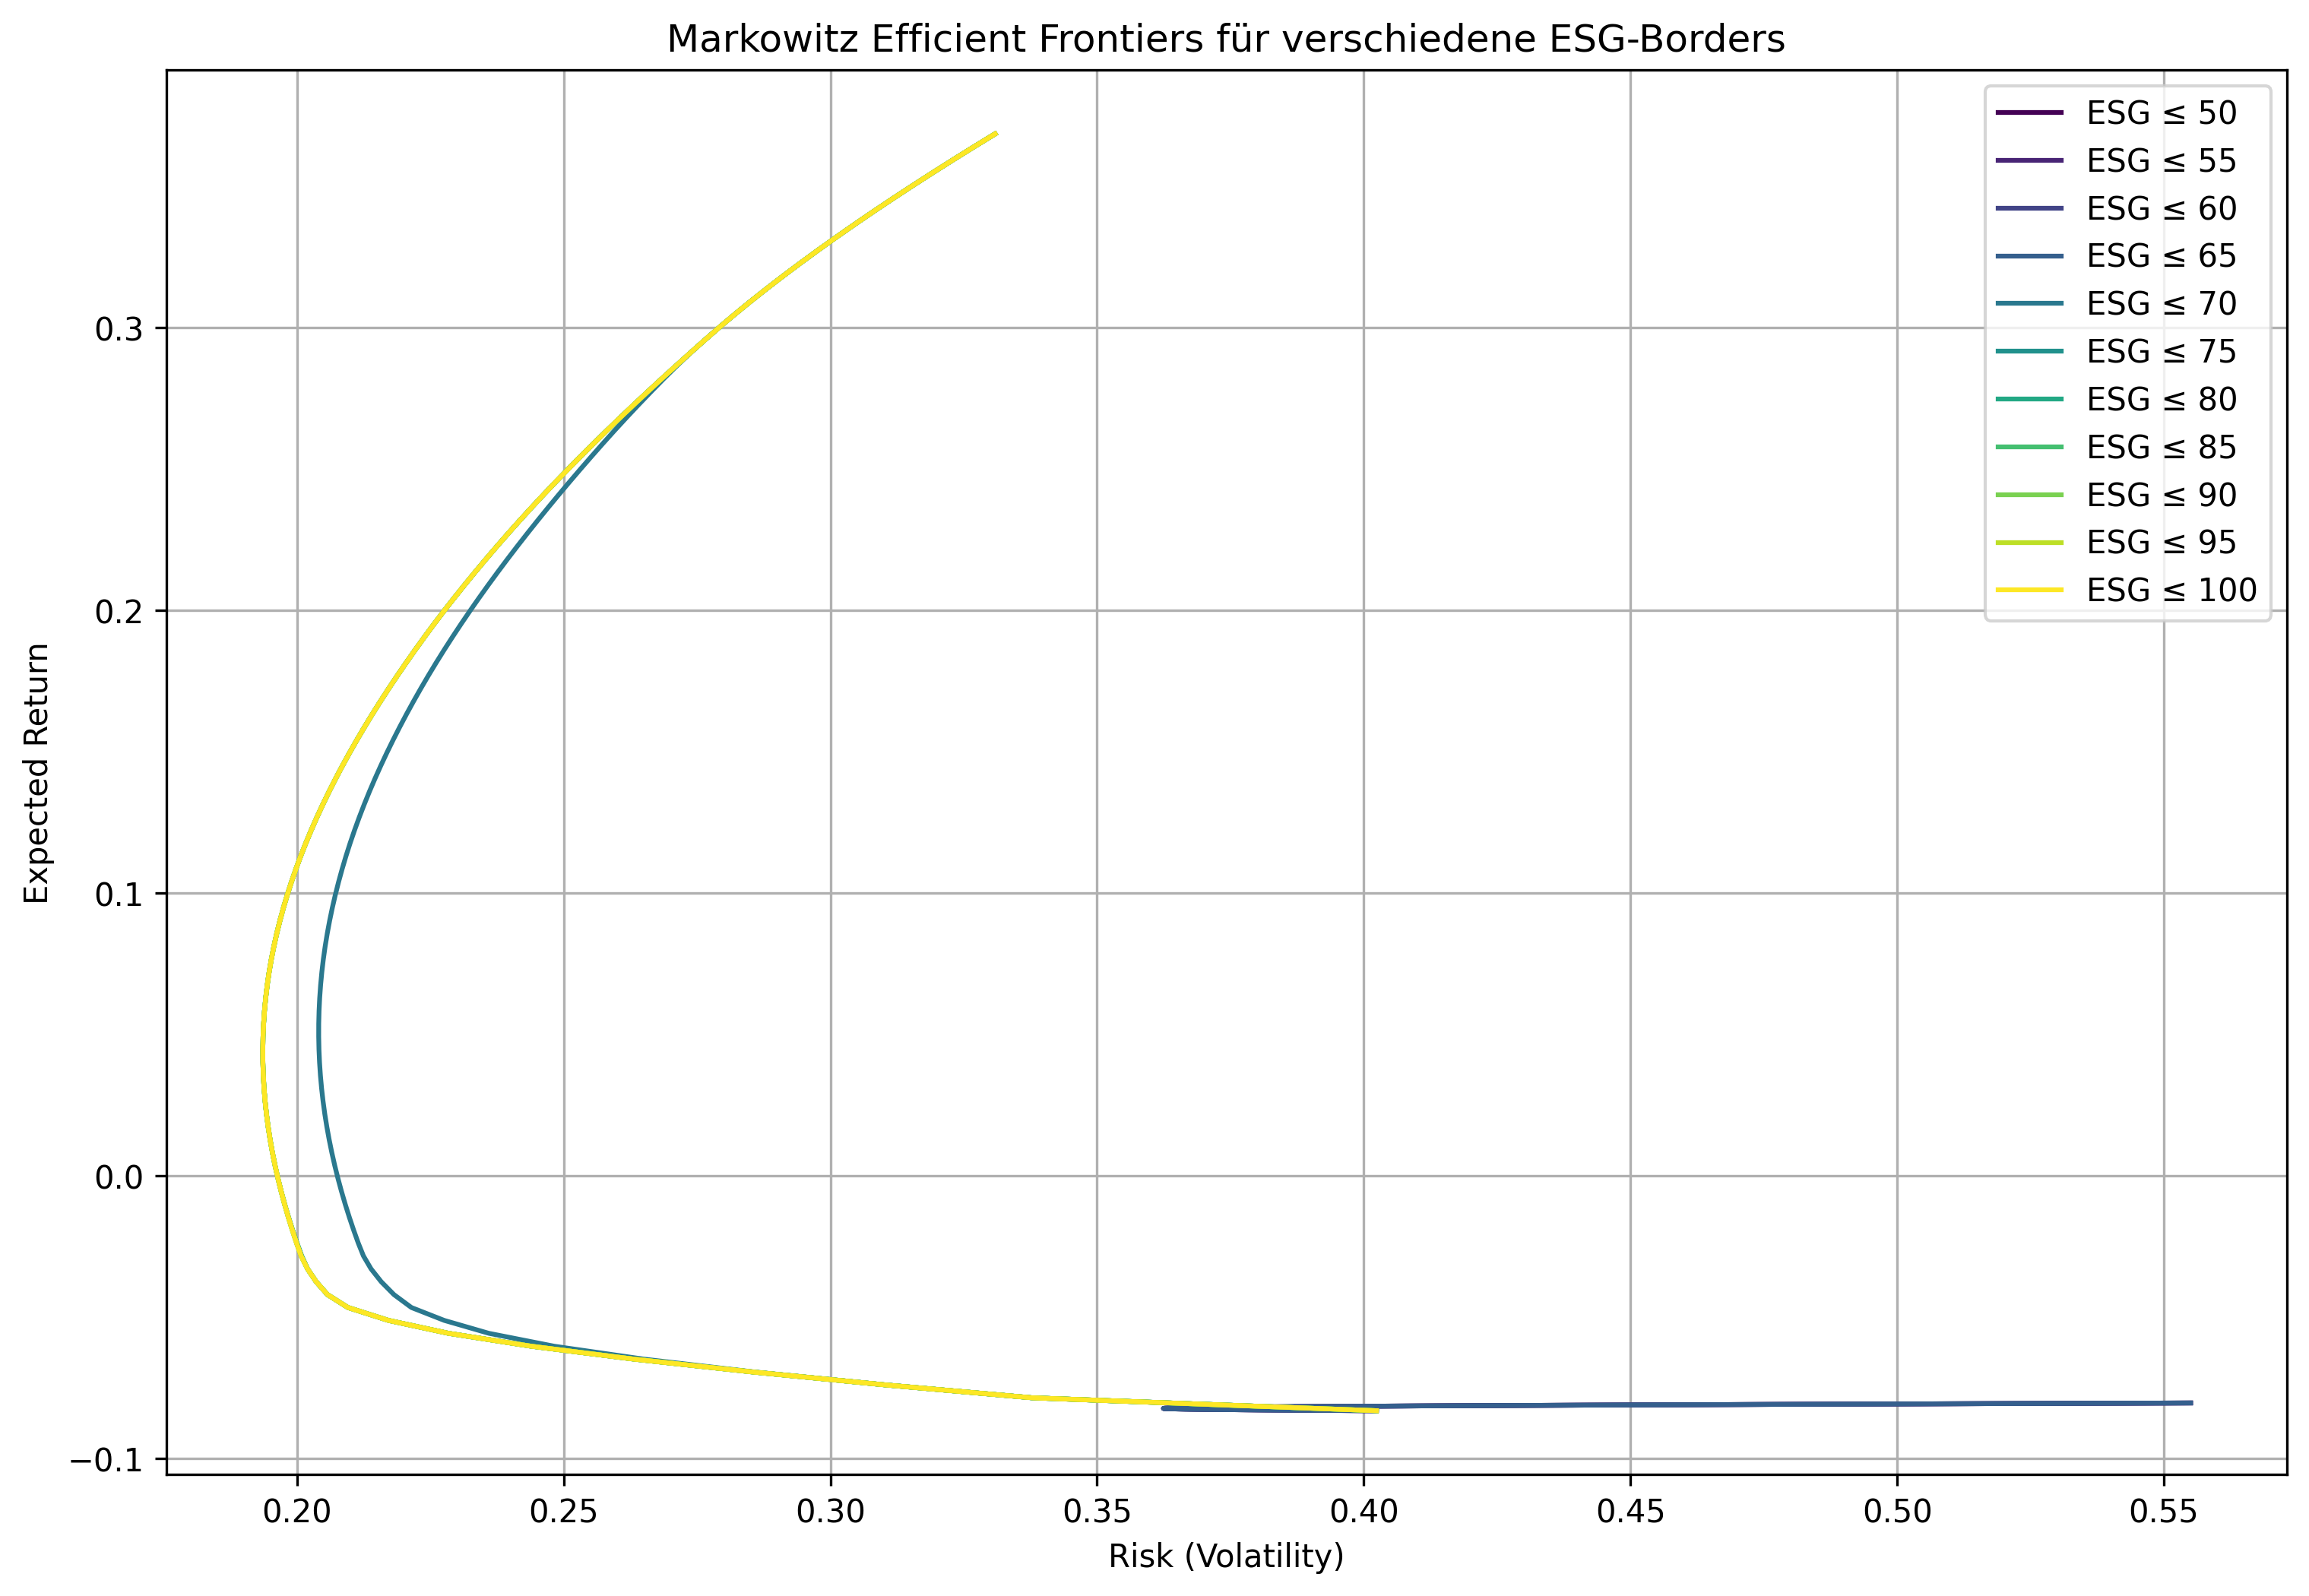 Markowitz Efficient Frontiers für verschiedene ESG-Borders
ESG ≤ 50
ESG ≤ 55
ESG ≤ 60
ESG ≤ 65
ESG ≤ 70
ESG ≤ 75
ESG ≤ 80
ESG ≤ 85
ESG ≤ 90
ESG ≤ 95
ESG ≤ 100
Expected Return
0.3
0.2
0.1
0.0
−0.1
0.20 0.25 0.30 0.35 0.40 0.45 0.50 0.55
Risk (Volatility)